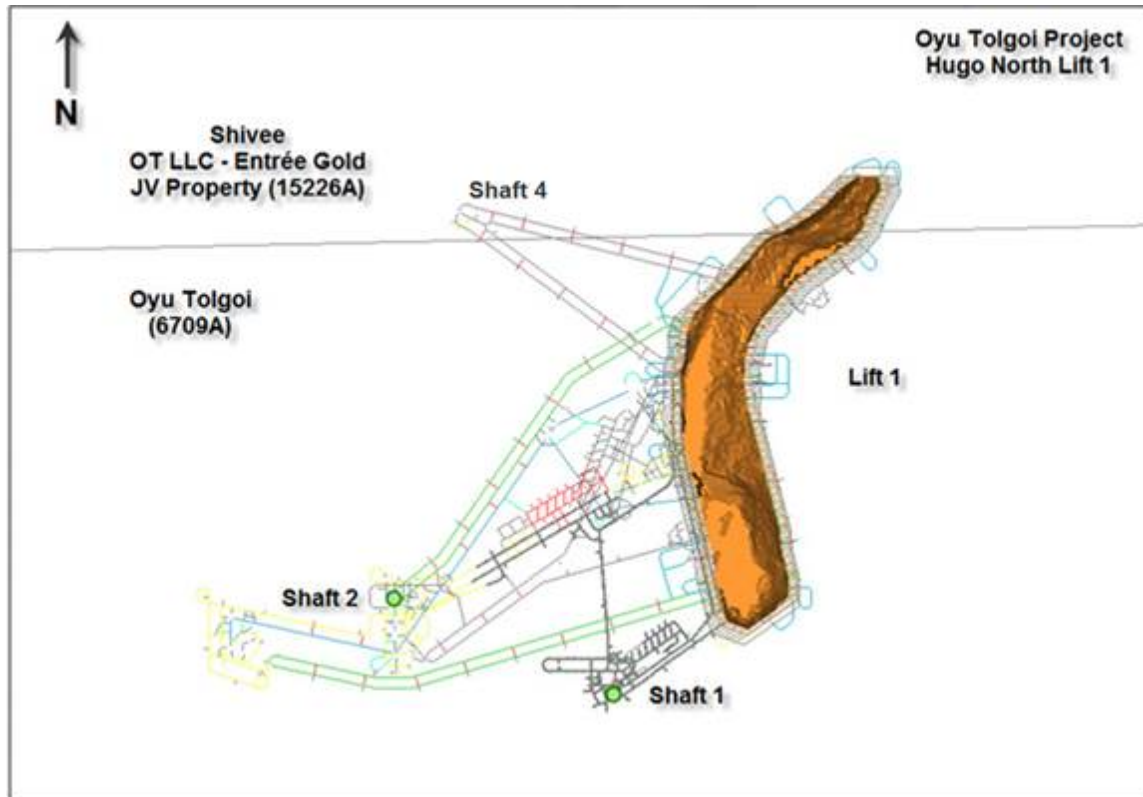 Oyu Tolgoi Project
Hugo North Lift 1
N
Shivee
OT LLC - Entrée Gold
JV Property (15226A)
Shaft 4
Oyu Tolgoi
(6709A)
Lift 1
Shaft 2
Shaft 1